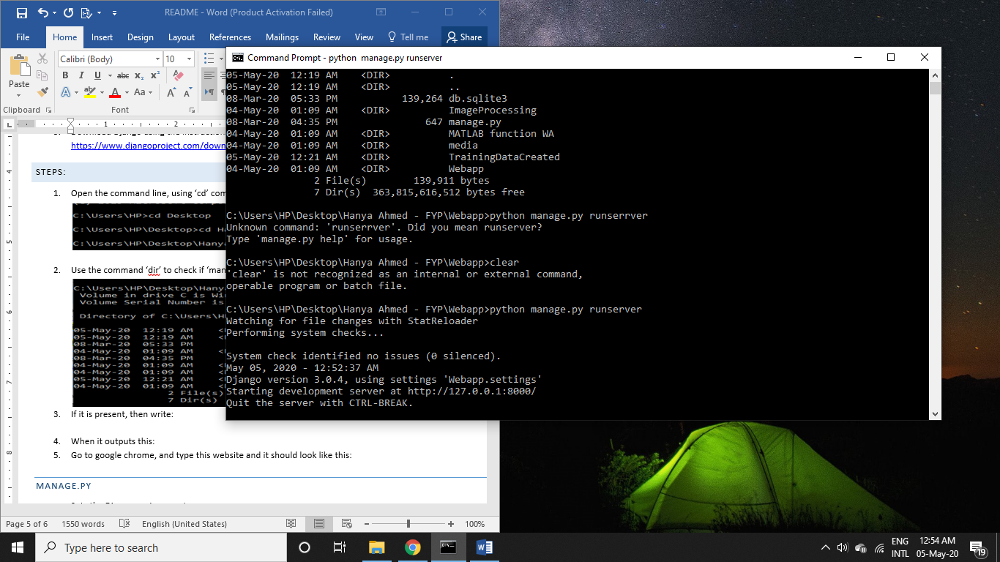 README - Word (Product Activation Failed)
File Home Insert Design Layout References Mailings Review View Tell me Share
Paste
Calibri (Body) 10
B I U abc X₂ X²
Aa
Clipboard Font
https://www.djangoproject.com/down
STEPS:
1. Open the command line, using ‘cd’ com
C:\Users\HP>cd Desktop
C:\Users\HP\Desktop>cd Ha
C:\Users\HP\Desktop\Hanya
2. Use the command ‘dir’ to check if ‘man
C:\Users\HP\Desktop\Hanya
Volume in drive C is Wi
Volume Serial Number is
Directory of C:\Users\H
05-May-20 12:19 AM
05-May-20 12:19 AM
08-Mar-20 05:33 PM
04-May-20 01:09 AM
08-Mar-20 04:35 PM
04-May-20 01:09 AM
04-May-20 01:09 AM
05-May-20 12:21 AM
04-May-20 01:09 AM
2 File(s)
7 Dir(s)
3. If it is present, then write:
4. When it outputs this:
5. Go to google chrome, and type this website and it should look like this:
MANAGE.PY
Page 5 of 6 1550 words English (United States) 100%
Command Prompt - python manage.py runserver
05-May-20 12:19 AM <DIR> .
05-May-20 12:19 AM <DIR> ..
08-Mar-20 05:33 PM 139,264 db.sqlite3
04-May-20 01:09 AM <DIR> ImageProcessing
08-Mar-20 04:35 PM 647 manage.py
04-May-20 01:09 AM <DIR> MATLAB function WA
04-May-20 01:09 AM <DIR> media
05-May-20 12:21 AM <DIR> TrainingDataCreated
04-May-20 01:09 AM <DIR> Webapp
2 File(s) 139,911 bytes
7 Dir(s) 363,815,616,512 bytes free
C:\Users\HP\Desktop\Hanya Ahmed - FYP\Webapp>python manage.py runserrver
Unknown command: 'runserrver'. Did you mean runserver?
Type 'manage.py help' for usage.
C:\Users\HP\Desktop\Hanya Ahmed - FYP\Webapp>clear
'clear' is not recognized as an internal or external command,
operable program or batch file.
C:\Users\HP\Desktop\Hanya Ahmed - FYP\Webapp>python manage.py runserver
Watching for file changes with StatReloader
Performing system checks...
System check identified no issues (0 silenced).
May 05, 2020 - 12:52:37 AM
Django version 3.0.4, using settings 'Webapp.settings'
Starting development server at http://127.0.0.1:8000/
Quit the server with CTRL-BREAK.
Type here to search
ENG 12:54 AM
INTL 05-May-20 19